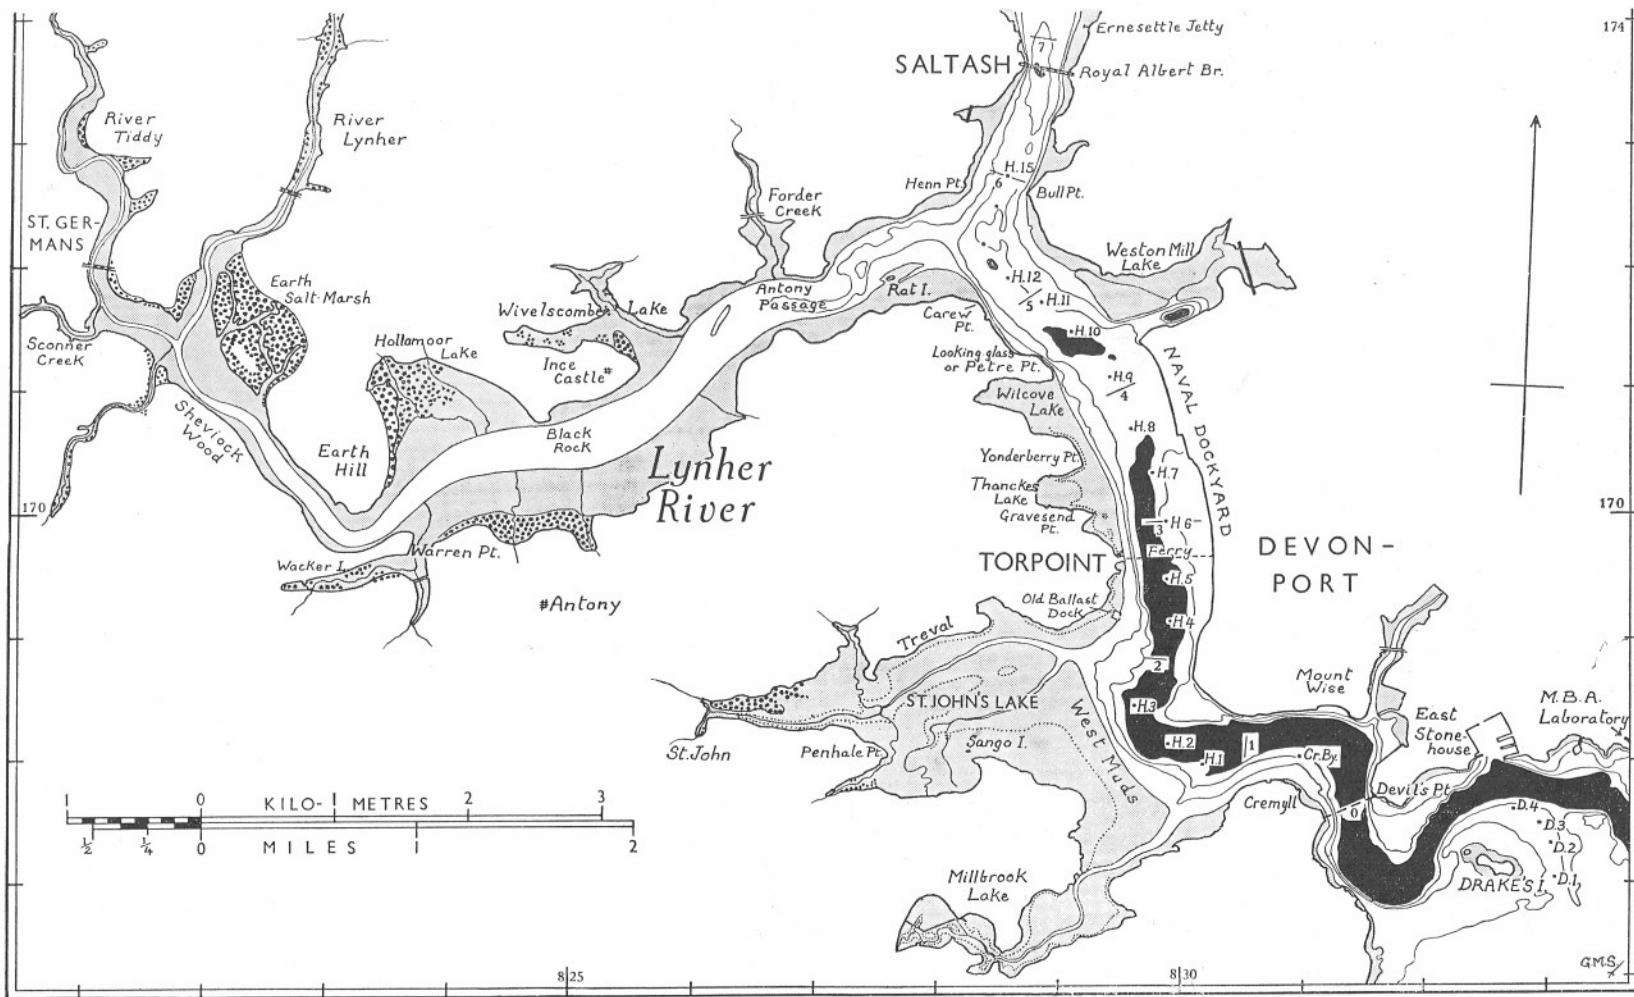 174
Ernesettle Jetty
7
SALTASH
Royal Albert Br.
River
Tiddy
River
Lynher
Henn Pt.
H.15
6
Bull Pt.
Forder
Creek
ST. GER-
MANS
Weston Mill
Lake
Earth
Salt-Marsh
Antony
Passage
Rat I.
H.12
5
H.11
Wivelscombe Lake
Carew
Pt.
H.10
Sconner
Creek
Hollamoor
Lake
Ince
Castle
Looking glass
or Petre Pt.
H.9
4
NAVAL DOCKYARD
Wilcove
Lake
Sheviock
Wood
Black
Rock
H.8
Earth
Hill
Lynher
River
Yonderberry Pt.
H.7
Thanckes
Lake
170
170
Gravesend
Pt.
3
H 6
Warren Pt.
Ferry
DEVON-
PORT
TORPOINT
Wacker L.
H.5
#Antony
Old Ballast
Dock
H4
Treval
2
Mount
Wise
ST. JOHN'S LAKE
West Muds
H3
M.B.A.
Laboratory
East
Stone-
house
St.John
Penhale Pt.
Sango I.
H.2
1
H.1
Cr.By.
1 0 KILO- 1 METRES 2 3
½ ¼ 0 MILES 1 2
Cremyll
Devil's Pt
0
D.4
D.3
D.2
D.1
DRAKE'S I.
Millbrook
Lake
G.M.S.
8|25
8|30